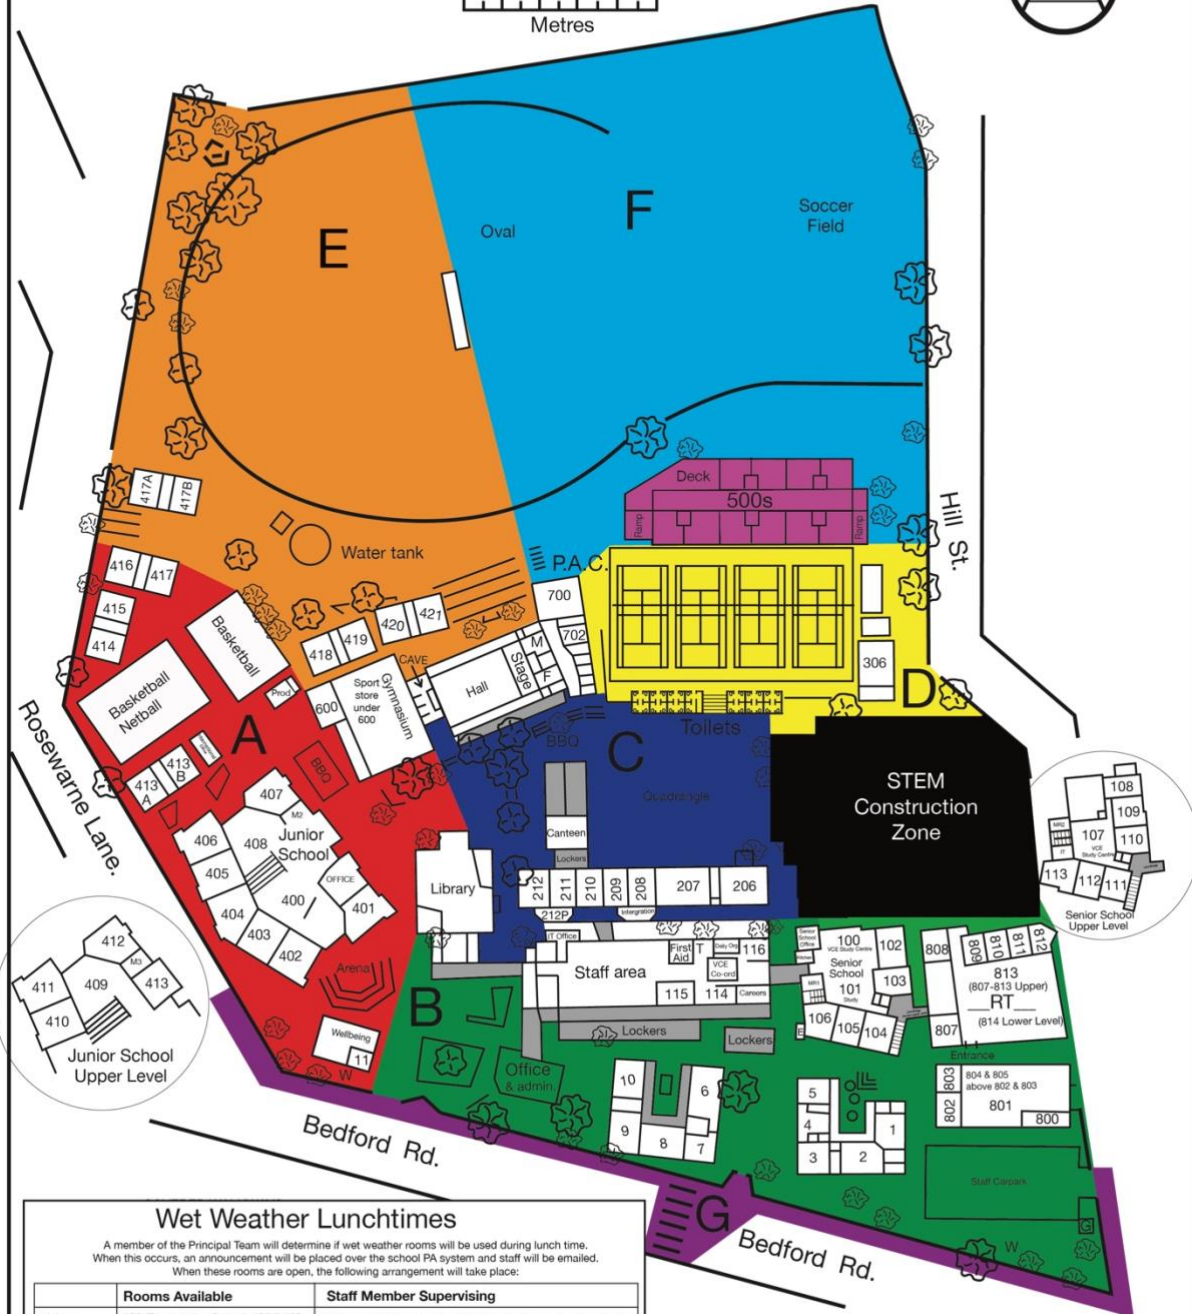 Metres
E
F
Oval
Soccer
Field
417A
417B
Deck
500s
Ramp
Ramp
Hill St.
Water tank
P.A.C.
416
417
415
414
700
702
420
421
418
419
CAVE
M
F
Stage
Hall
306
Basketball
Basketball
Netball
Prod
600
Sport
store
under
600
Gymnasium
D
A
BBQ
BBQ
C
Toilets
Quadrangle
Rosewarne Lane.
413
A
413
B
STEM
Construction
Zone
407
M2
406
408
Junior
School
405
OFFICE
404
400
401
403
402
Canteen
Lockers
Library
212
211
210
209
208
207
206
212P
Intergration
IT Office
108
109
MR2
107
VCE
Study Centre
110
IT
113
112
111
Senior School
Upper Level
412
M3
411
409
413
410
Junior School
Upper Level
Arena
Wellbeing
11
W
B
Staff area
First
Aid
T
Daily Org
116
VCE
Co-ord
115
114
Careers
Lockers
Lockers
Senior
School
Office
Kitchen
100
VCE Study Centre
102
Senior
School
101
Study
103
MR1
106
105
104
E
808
809
810
811
812
813
(807-813 Upper)
RT
(814 Lower Level)
807
Entrance
803
804 & 805
above 802 & 803
802
801
800
Office
& admin.
10
6
9
8
7
5
4
1
3
2
Staff Carpark
G
W
Bedford Rd.
G
Bedford Rd.
Wet Weather Lunchtimes
A member of the Principal Team will determine if wet weather rooms will be used during lunch time.
When this occurs, an announcement will be placed over the school PA system and staff will be emailed.
When these rooms are open, the following arrangement will take place:
Rooms Available
Staff Member Supervising